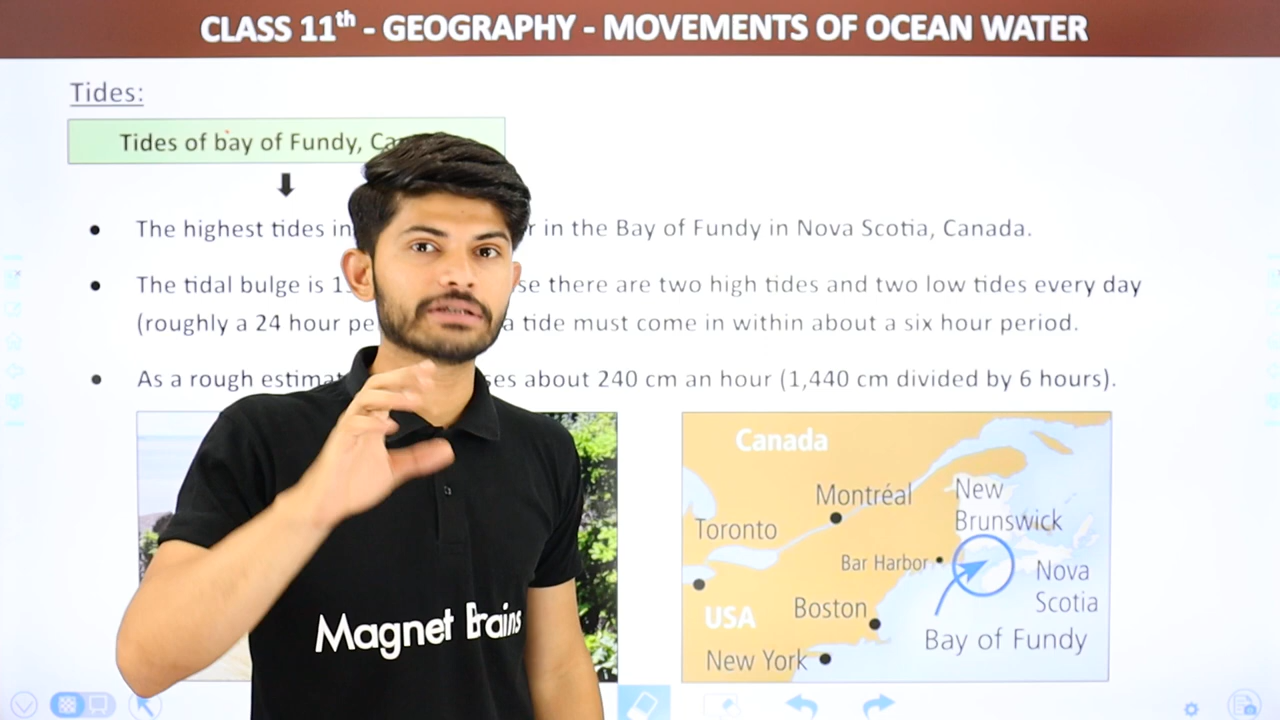 CLASS 11th - GEOGRAPHY - MOVEMENTS OF OCEAN WATER
Tides:
Tides of bay of Fundy,
The highest tides in in the Bay of Fundy in Nova Scotia, Canada.
The tidal bulge is there are two high tides and two low tides every day
(roughly a 24 hour a tide must come in within about a six hour period.
As a rough about 240 cm an hour (1,440 cm divided by 6 hours).
Canada
Montréal
New
Brunswick
Toronto
Bar Harbor
Nova
Scotia
USA
Boston
Bay of Fundy
New York
Magnet Brains